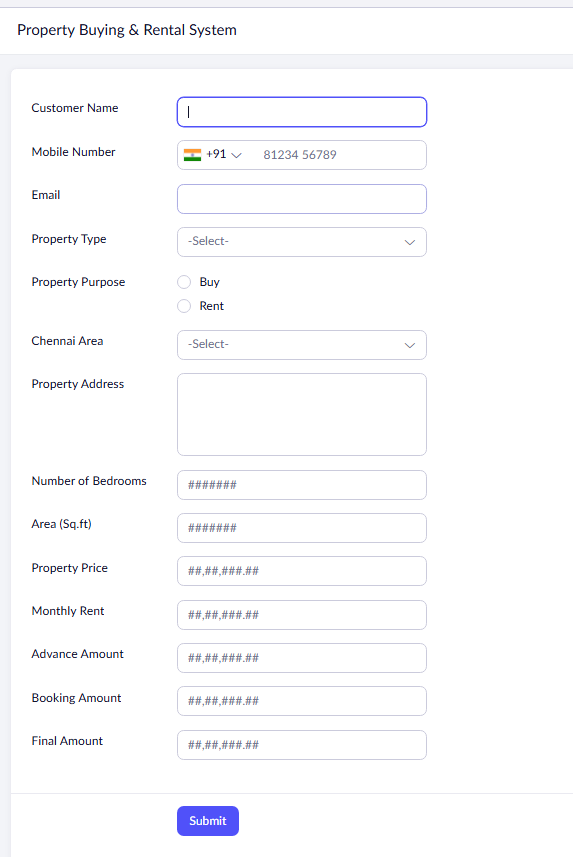 Property Buying & Rental System
Customer Name
Mobile Number +91 81234 56789
Email
Property Type -Select-
Property Purpose Buy
Rent
Chennai Area -Select-
Property Address
Number of Bedrooms #######
Area (Sq.ft) #######
Property Price ##,##,###.##
Monthly Rent ##,##,###.##
Advance Amount ##,##,###.##
Booking Amount ##,##,###.##
Final Amount ##,##,###.##
Submit